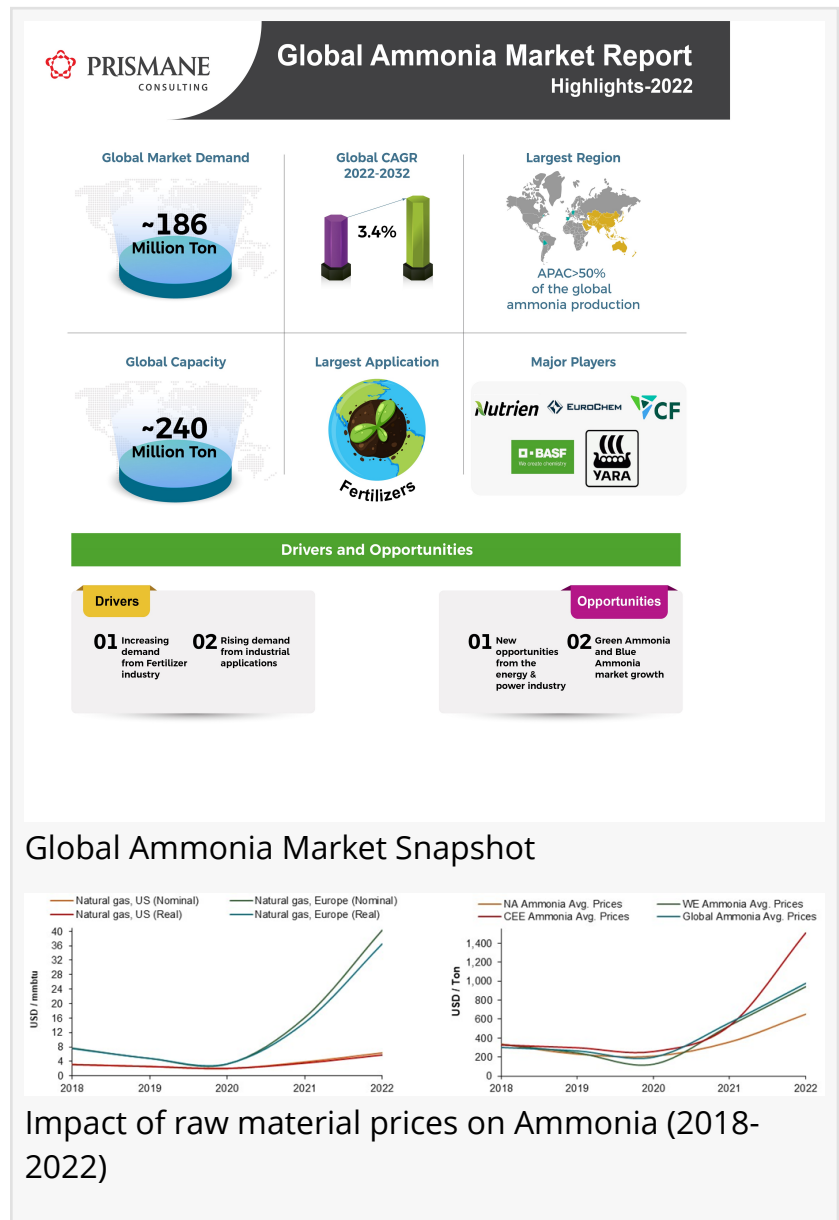 PRISMANE
CONSULTING
Global Ammonia Market Report
Highlights-2022
Global Market Demand
~186
Million Ton
Global CAGR
2022-2032
3.4%
Largest Region
APAC>50%
of the global
ammonia production
Global Capacity
~240
Million Ton
Largest Application
Fertilizers
Major Players
Nutrien
EUROCHEM
CF
BASF
We create chemistry
YARA
Drivers and Opportunities
Drivers
01
Increasing
demand
from Fertilizer
industry
02
Rising demand
from industrial
applications
Opportunities
01
New
opportunities
from the
energy &
power industry
02
Green Ammonia
and Blue
Ammonia
market growth
Global Ammonia Market Snapshot
Natural gas, US (Nominal)
Natural gas, Europe (Nominal)
Natural gas, US (Real)
Natural gas, Europe (Real)
USD / mmbtu
40
36
32
28
24
20
16
12
8
4
0
2018 2019 2020 2021 2022
NA Ammonia Avg. Prices
WE Ammonia Avg. Prices
CEE Ammonia Avg. Prices
Global Ammonia Avg. Prices
USD / Ton
1,400
1,200
1,000
800
600
400
200
0
2018 2019 2020 2021 2022
Impact of raw material prices on Ammonia (2018-
2022)